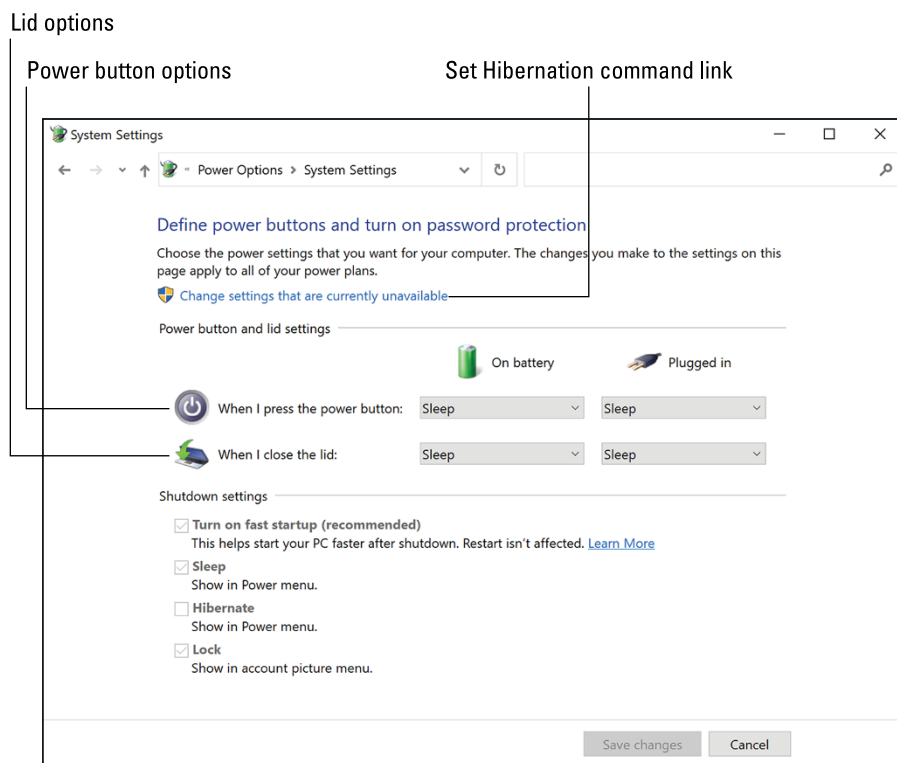 Lid options
Power button options
Set Hibernation command link
System Settings
« Power Options > System Settings
Define power buttons and turn on password protection
Choose the power settings that you want for your computer. The changes you make to the settings on this
page apply to all of your power plans.
Change settings that are currently unavailable
Power button and lid settings
On battery
Plugged in
When I press the power button:
Sleep
Sleep
When I close the lid:
Sleep
Sleep
Shutdown settings
Turn on fast startup (recommended)
This helps start your PC faster after shutdown. Restart isn't affected. Learn More
Sleep
Show in Power menu.
Hibernate
Show in Power menu.
Lock
Show in account picture menu.
Save changes
Cancel